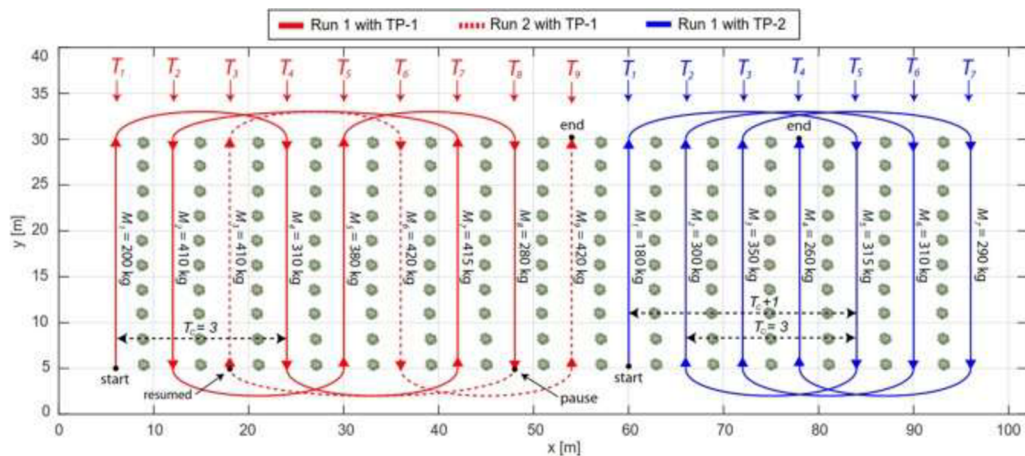 Run 1 with TP-1 Run 2 with TP-1 Run 1 with TP-2
40
35
30
25
20
15
10
5
0
y [m]
T1 T2 T3 T4 T5 T6 T7 T8 T9 T1 T2 T3 T4 T5 T6 T7
end
end
M1 = 200 kg
M2 = 410 kg
M3 = 410 kg
M4 = 310 kg
M5 = 380 kg
M6 = 420 kg
M7 = 415 kg
M8 = 280 kg
M9 = 420 kg
M1 = 180 kg
M2 = 300 kg
M3 = 350 kg
M4 = 260 kg
M5 = 315 kg
M6 = 310 kg
M7 = 290 kg
Tc+1
Tc= 3
Tc= 3
start
start
resumed
pause
0 10 20 30 40 50 60 70 80 90 100
x [m]